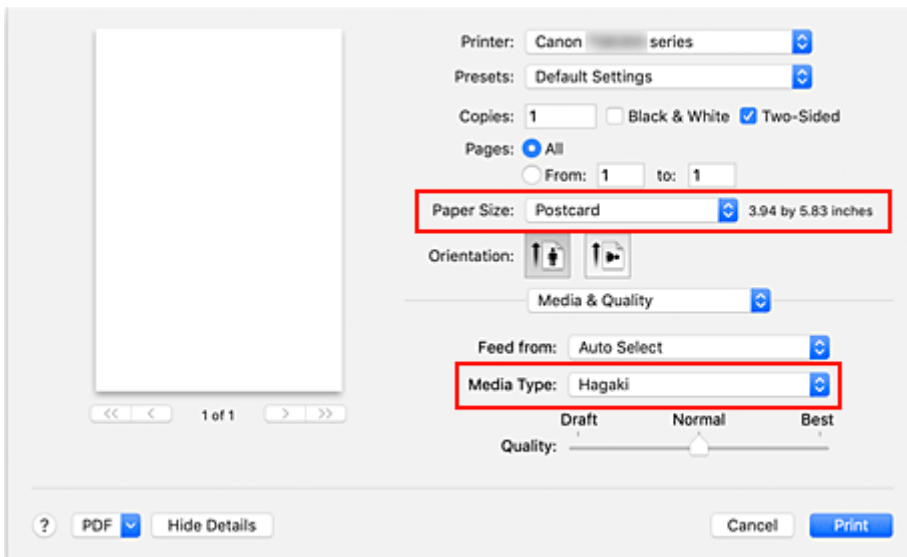 Printer: Canon series
Presets: Default Settings
Copies: 1 Black & White Two-Sided
Pages: All
From: 1 to: 1
Paper Size: Postcard 3.94 by 5.83 inches
Orientation:
Media & Quality
Feed from: Auto Select
Media Type: Hagaki
<< < 1 of 1 > >>
Draft Normal Best
Quality:
? PDF Hide Details Cancel Print